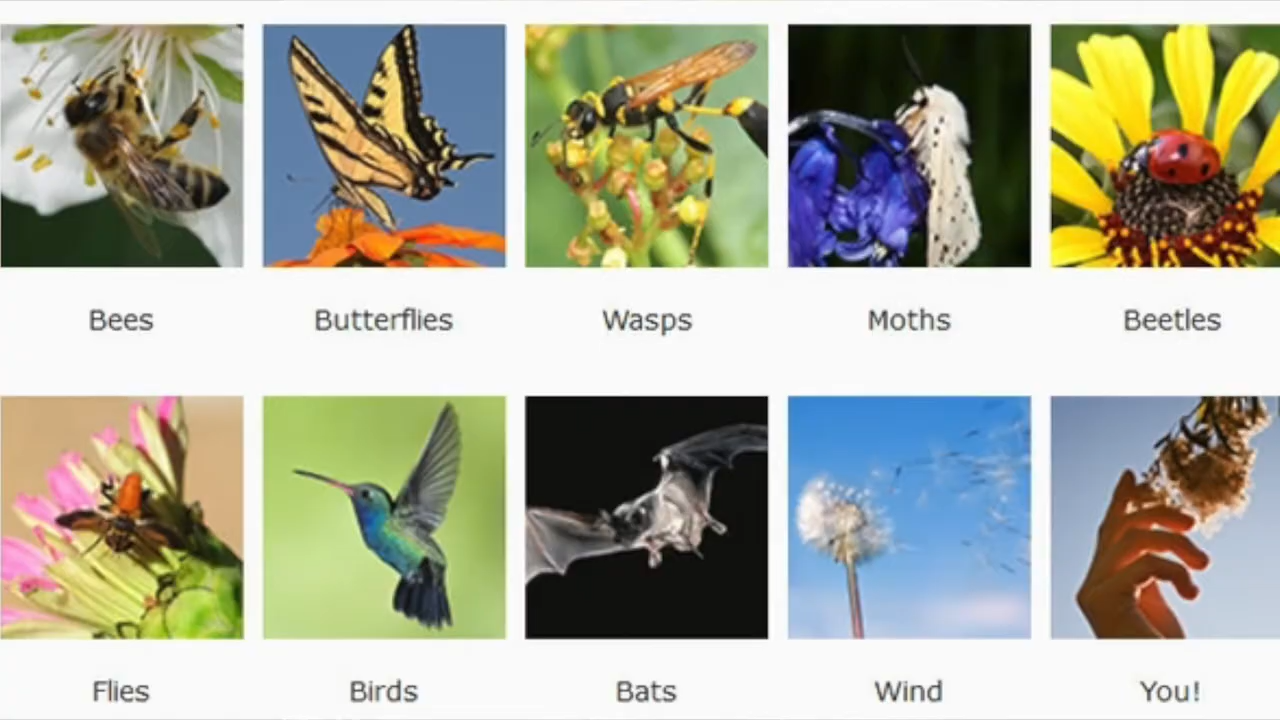 Bees
Butterflies
Wasps
Moths
Beetles
Flies
Birds
Bats
Wind
You!